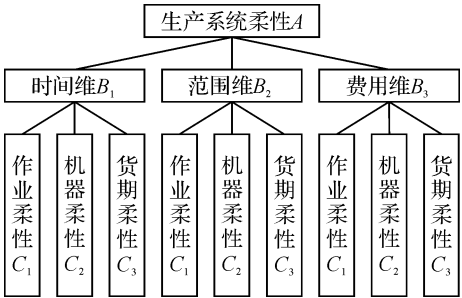 生产系统柔性A
时间维B1
范围维B2
费用维B3
作业柔性C1
机器柔性C2
货期柔性C3
作业柔性C1
机器柔性C2
货期柔性C3
作业柔性C1
机器柔性C2
货期柔性C3